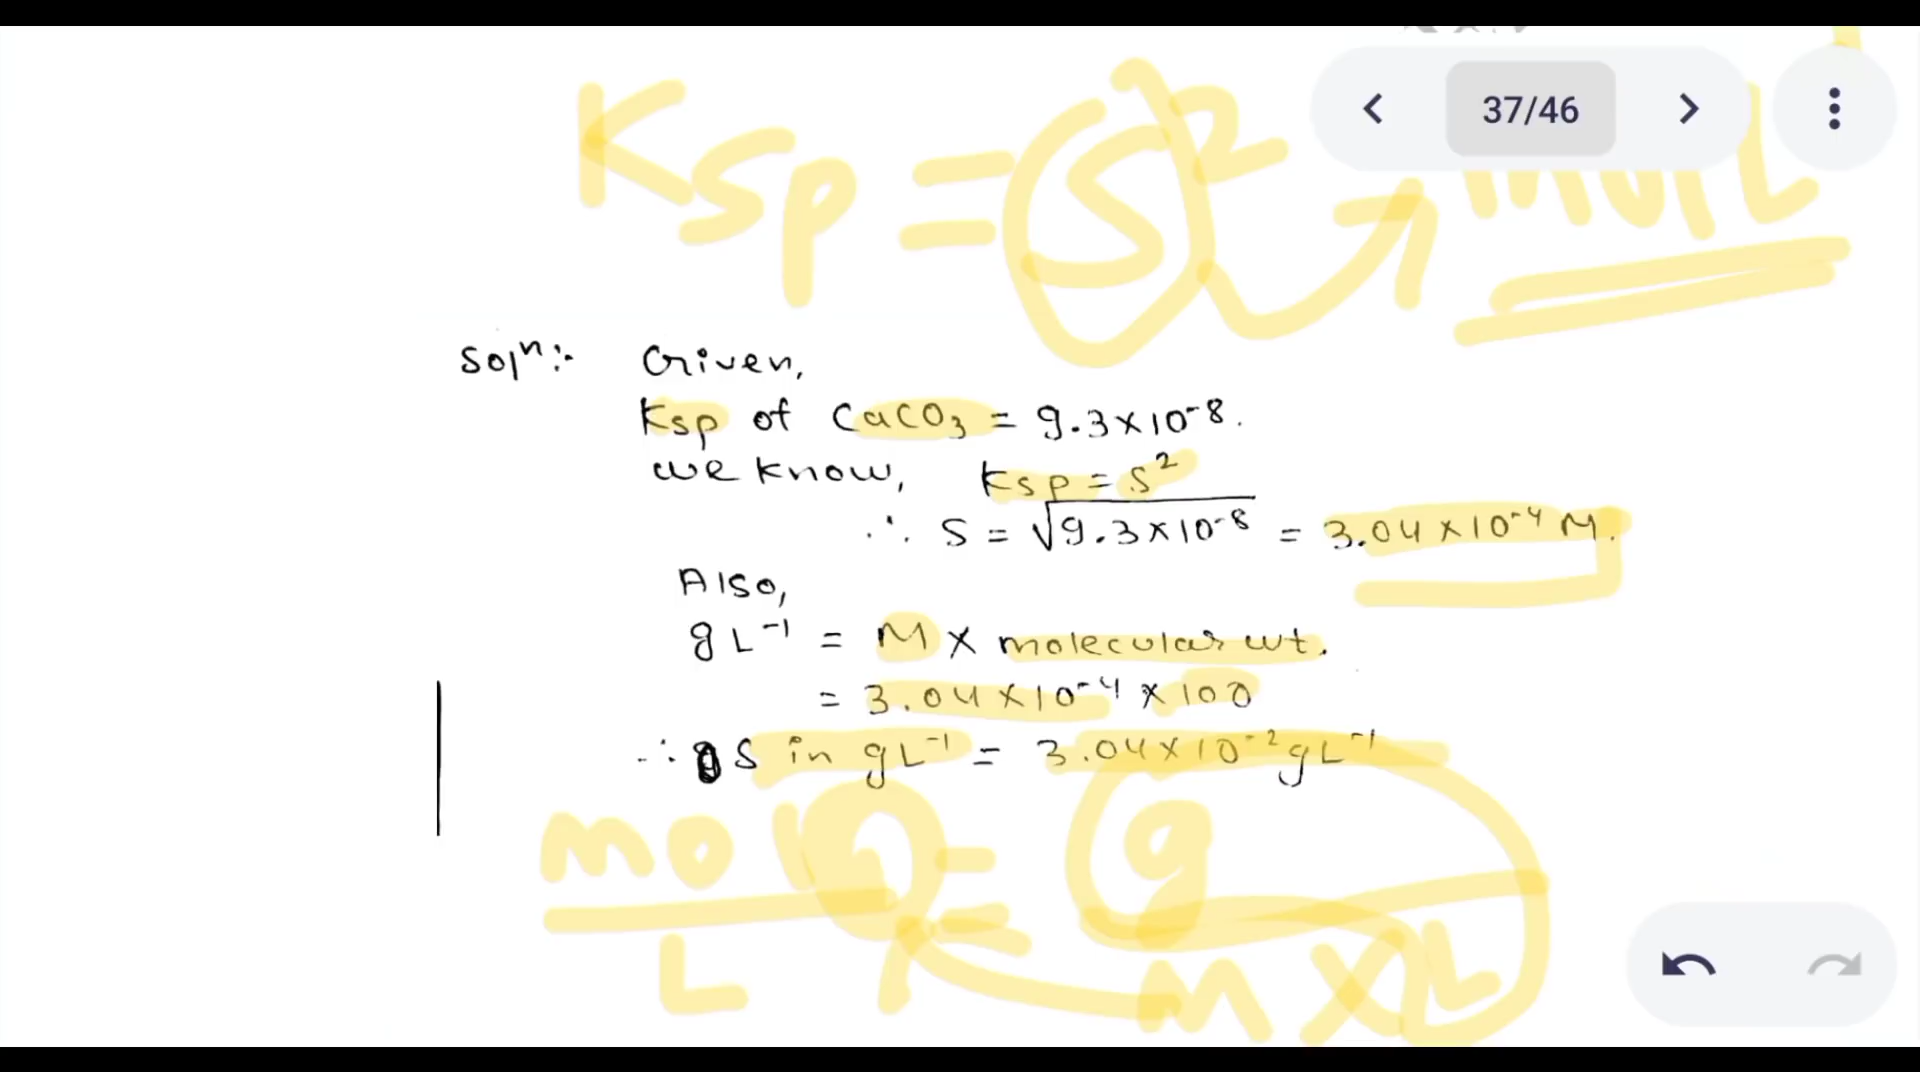 37/46
Ksp = S² mol/L
Solⁿ:- Given,
Ksp of CaCO₃ = 9.3×10⁻⁸.
we know, Ksp = S²
∴ S = √9.3×10⁻⁸ = 3.04×10⁻⁴ M.
Also,
gL⁻¹ = M × molecular wt.
= 3.04×10⁻⁴ × 100
∴ S in gL⁻¹ = 3.04×10⁻² gL⁻¹
mol = g
L M×L